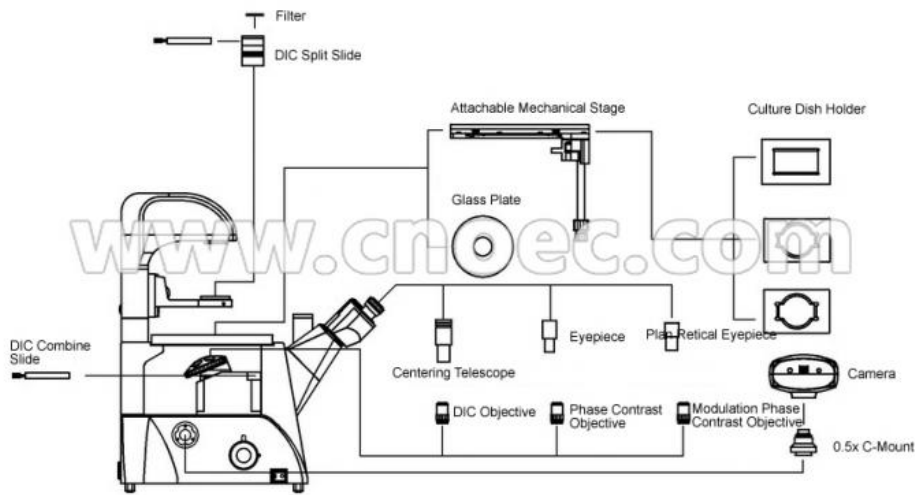 Filter
DIC Split Slide
Attachable Mechanical Stage
Culture Dish Holder
Glass Plate
www.cnoec.com
DIC Combine
Slide
Eyepiece
Plan Retical Eyepiece
Centering Telescope
Camera
DIC Objective
Phase Contrast
Objective
Modulation Phase
Contrast Objective
0.5x C-Mount